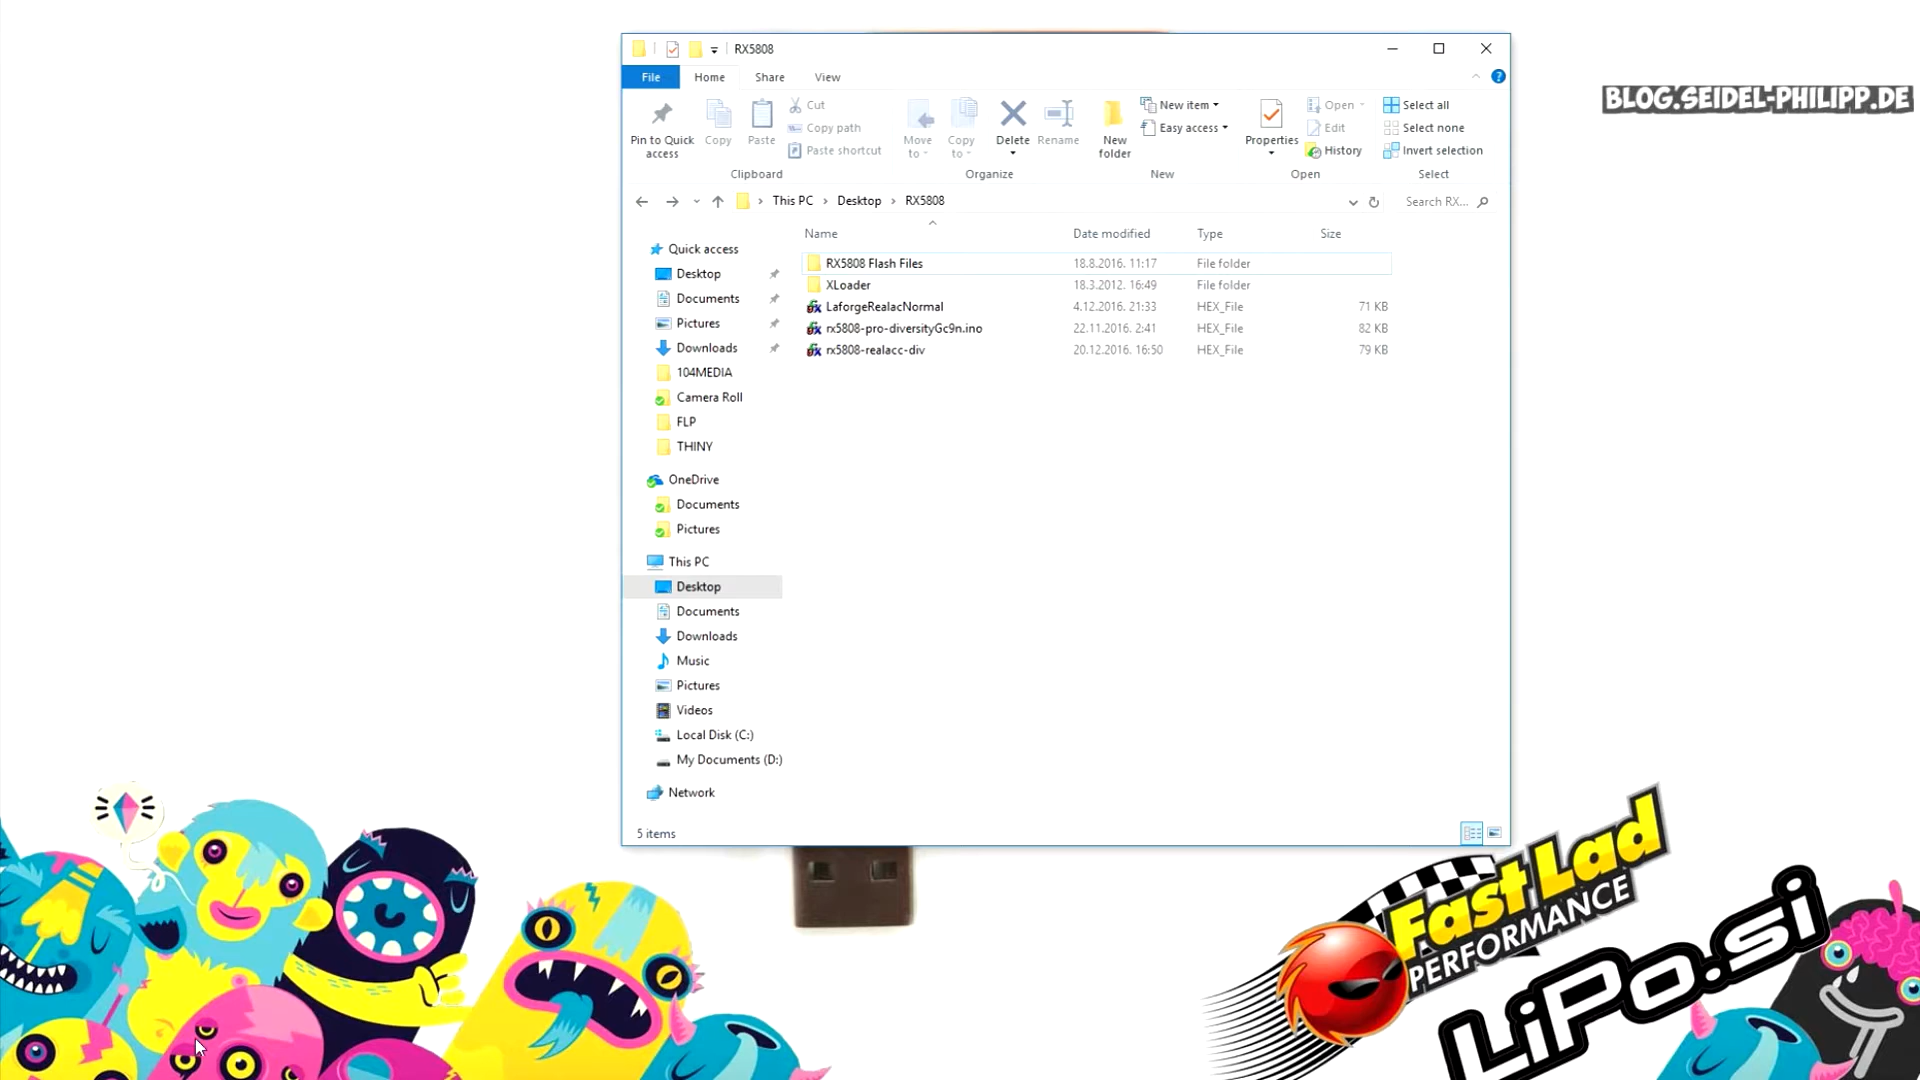 RX5808
File Home Share View
BLOG.SEIDEL-PHILIPP.DE
Pin to Quick access
Copy
Paste
Cut
Copy path
Paste shortcut
Clipboard
Move to
Copy to
Delete
Rename
Organize
New folder
New item
Easy access
New
Properties
Open
Edit
History
Open
Select all
Select none
Invert selection
Select
This PC > Desktop > RX5808
Search RX...
Name Date modified Type Size
RX5808 Flash Files 18.8.2016. 11:17 File folder
XLoader 18.3.2012. 16:49 File folder
LaforgeRealacNormal 4.12.2016. 21:33 HEX_File 71 KB
rx5808-pro-diversityGc9n.ino 22.11.2016. 2:41 HEX_File 82 KB
rx5808-realacc-div 20.12.2016. 16:50 HEX_File 79 KB
Quick access
Desktop
Documents
Pictures
Downloads
104MEDIA
Camera Roll
FLP
THINY
OneDrive
Documents
Pictures
This PC
Desktop
Documents
Downloads
Music
Pictures
Videos
Local Disk (C:)
My Documents (D:)
Network
5 items
Fast Lad
PERFORMANCE
LiPo.si